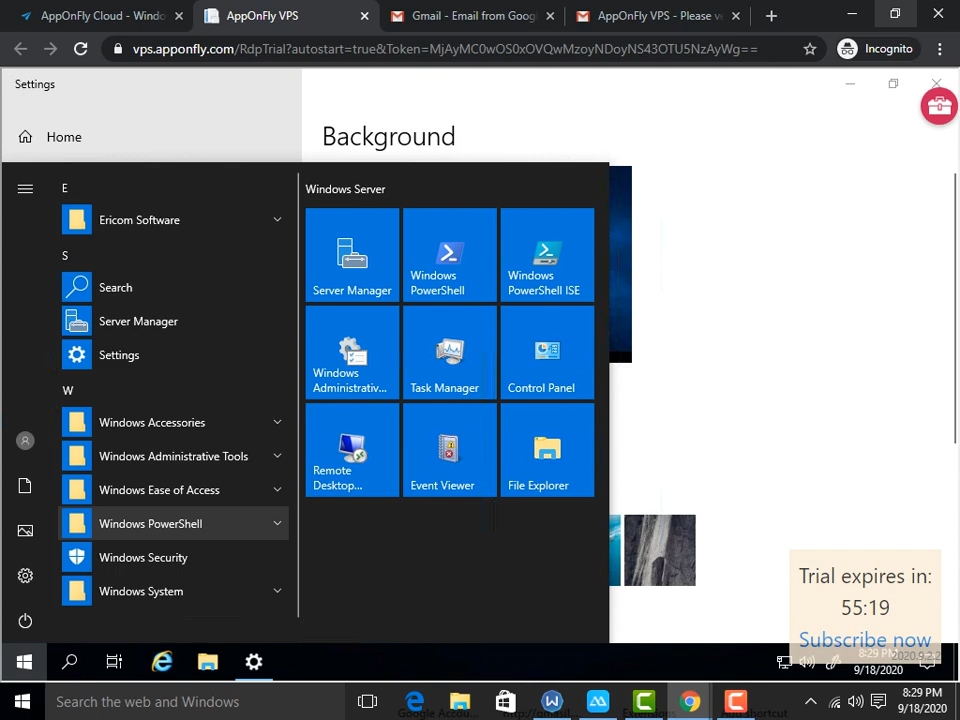 AppOnFly Cloud - Windo
AppOnFly VPS
Gmail - Email from Goog
AppOnFly VPS - Please ve
vps.apponfly.com/RdpTrial?autostart=true&Token=MjAyMC0wOS0xOVQwMzoyNDoyNS43OTU5NzAyWg==
Incognito
Settings
Home
Background
E
Ericom Software
S
Search
Server Manager
Settings
W
Windows Accessories
Windows Administrative Tools
Windows Ease of Access
Windows PowerShell
Windows Security
Windows System
Windows Server
Server Manager
Windows PowerShell
Windows PowerShell ISE
Windows Administrativ...
Task Manager
Control Panel
Remote Desktop...
Event Viewer
File Explorer
Trial expires in:
55:19
Subscribe now
8:29 PM
9/18/2020
Search the web and Windows
8:29 PM
9/18/2020